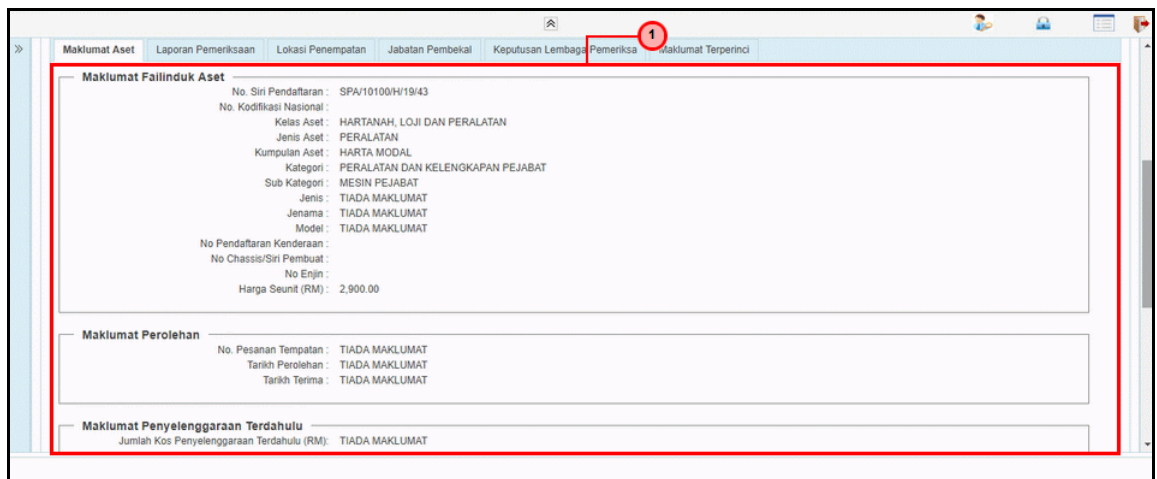 1
Maklumat Aset Laporan Pemeriksaan Lokasi Penempatan Jabatan Pembekal Keputusan Lembaga Pemeriksa Maklumat Terperinci
Maklumat Failinduk Aset
No. Siri Pendaftaran : SPA/10100/H/19/43
No. Kodifikasi Nasional :
Kelas Aset : HARTANAH, LOJI DAN PERALATAN
Jenis Aset : PERALATAN
Kumpulan Aset : HARTA MODAL
Kategori : PERALATAN DAN KELENGKAPAN PEJABAT
Sub Kategori : MESIN PEJABAT
Jenis : TIADA MAKLUMAT
Jenama : TIADA MAKLUMAT
Model : TIADA MAKLUMAT
No Pendaftaran Kenderaan :
No Chassis/Siri Pembuat :
No Enjin :
Harga Seunit (RM) : 2,900.00
Maklumat Perolehan
No. Pesanan Tempatan : TIADA MAKLUMAT
Tarikh Perolehan : TIADA MAKLUMAT
Tarikh Terima : TIADA MAKLUMAT
Maklumat Penyelenggaraan Terdahulu
Jumlah Kos Penyelenggaraan Terdahulu (RM): TIADA MAKLUMAT